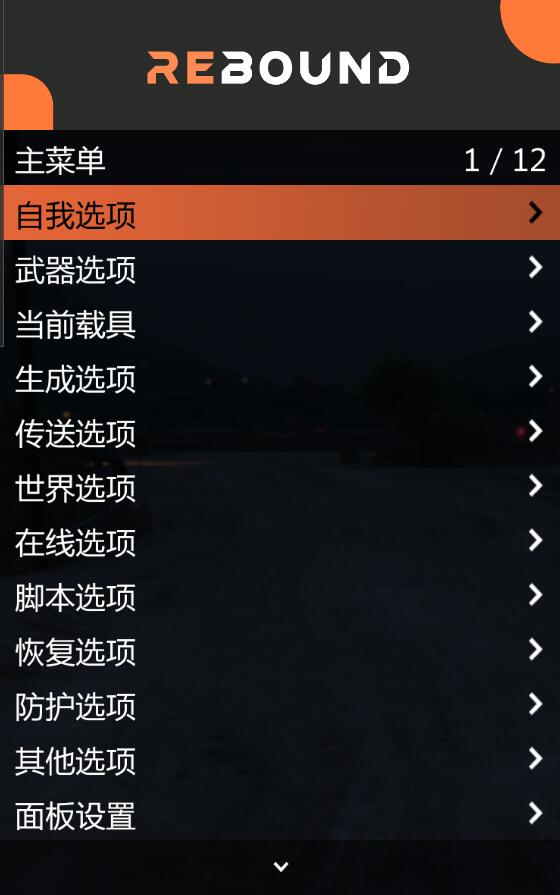 REBOUND
主菜单 1 / 12
自我选项
武器选项
当前载具
生成选项
传送选项
世界选项
在线选项
脚本选项
恢复选项
防护选项
其他选项
面板设置